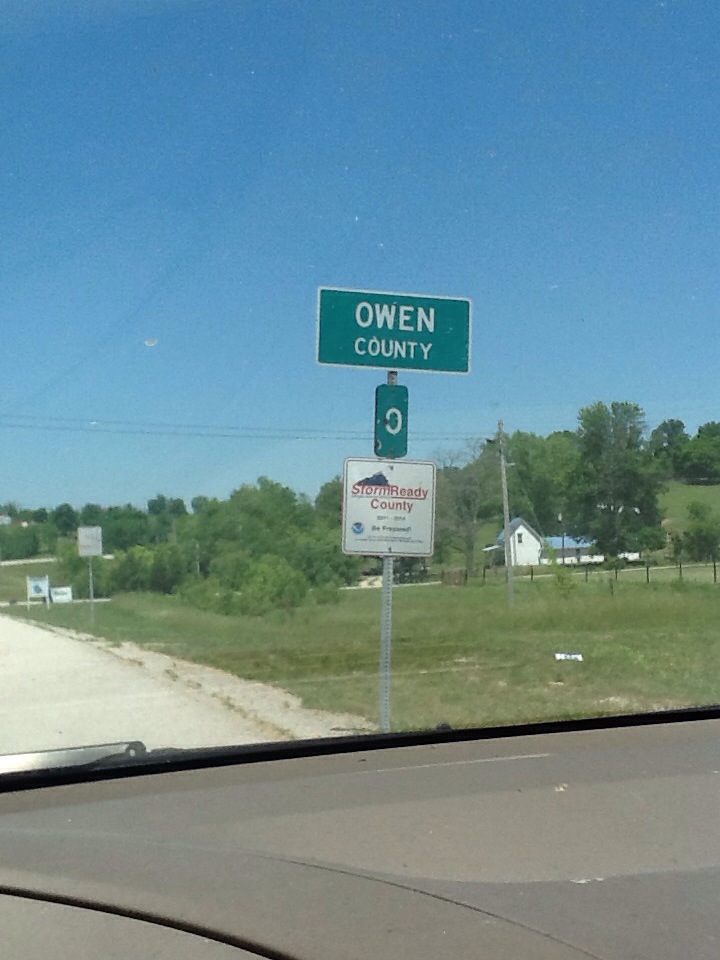 OWEN
COUNTY
0
StormReady
County
Be Prepared!